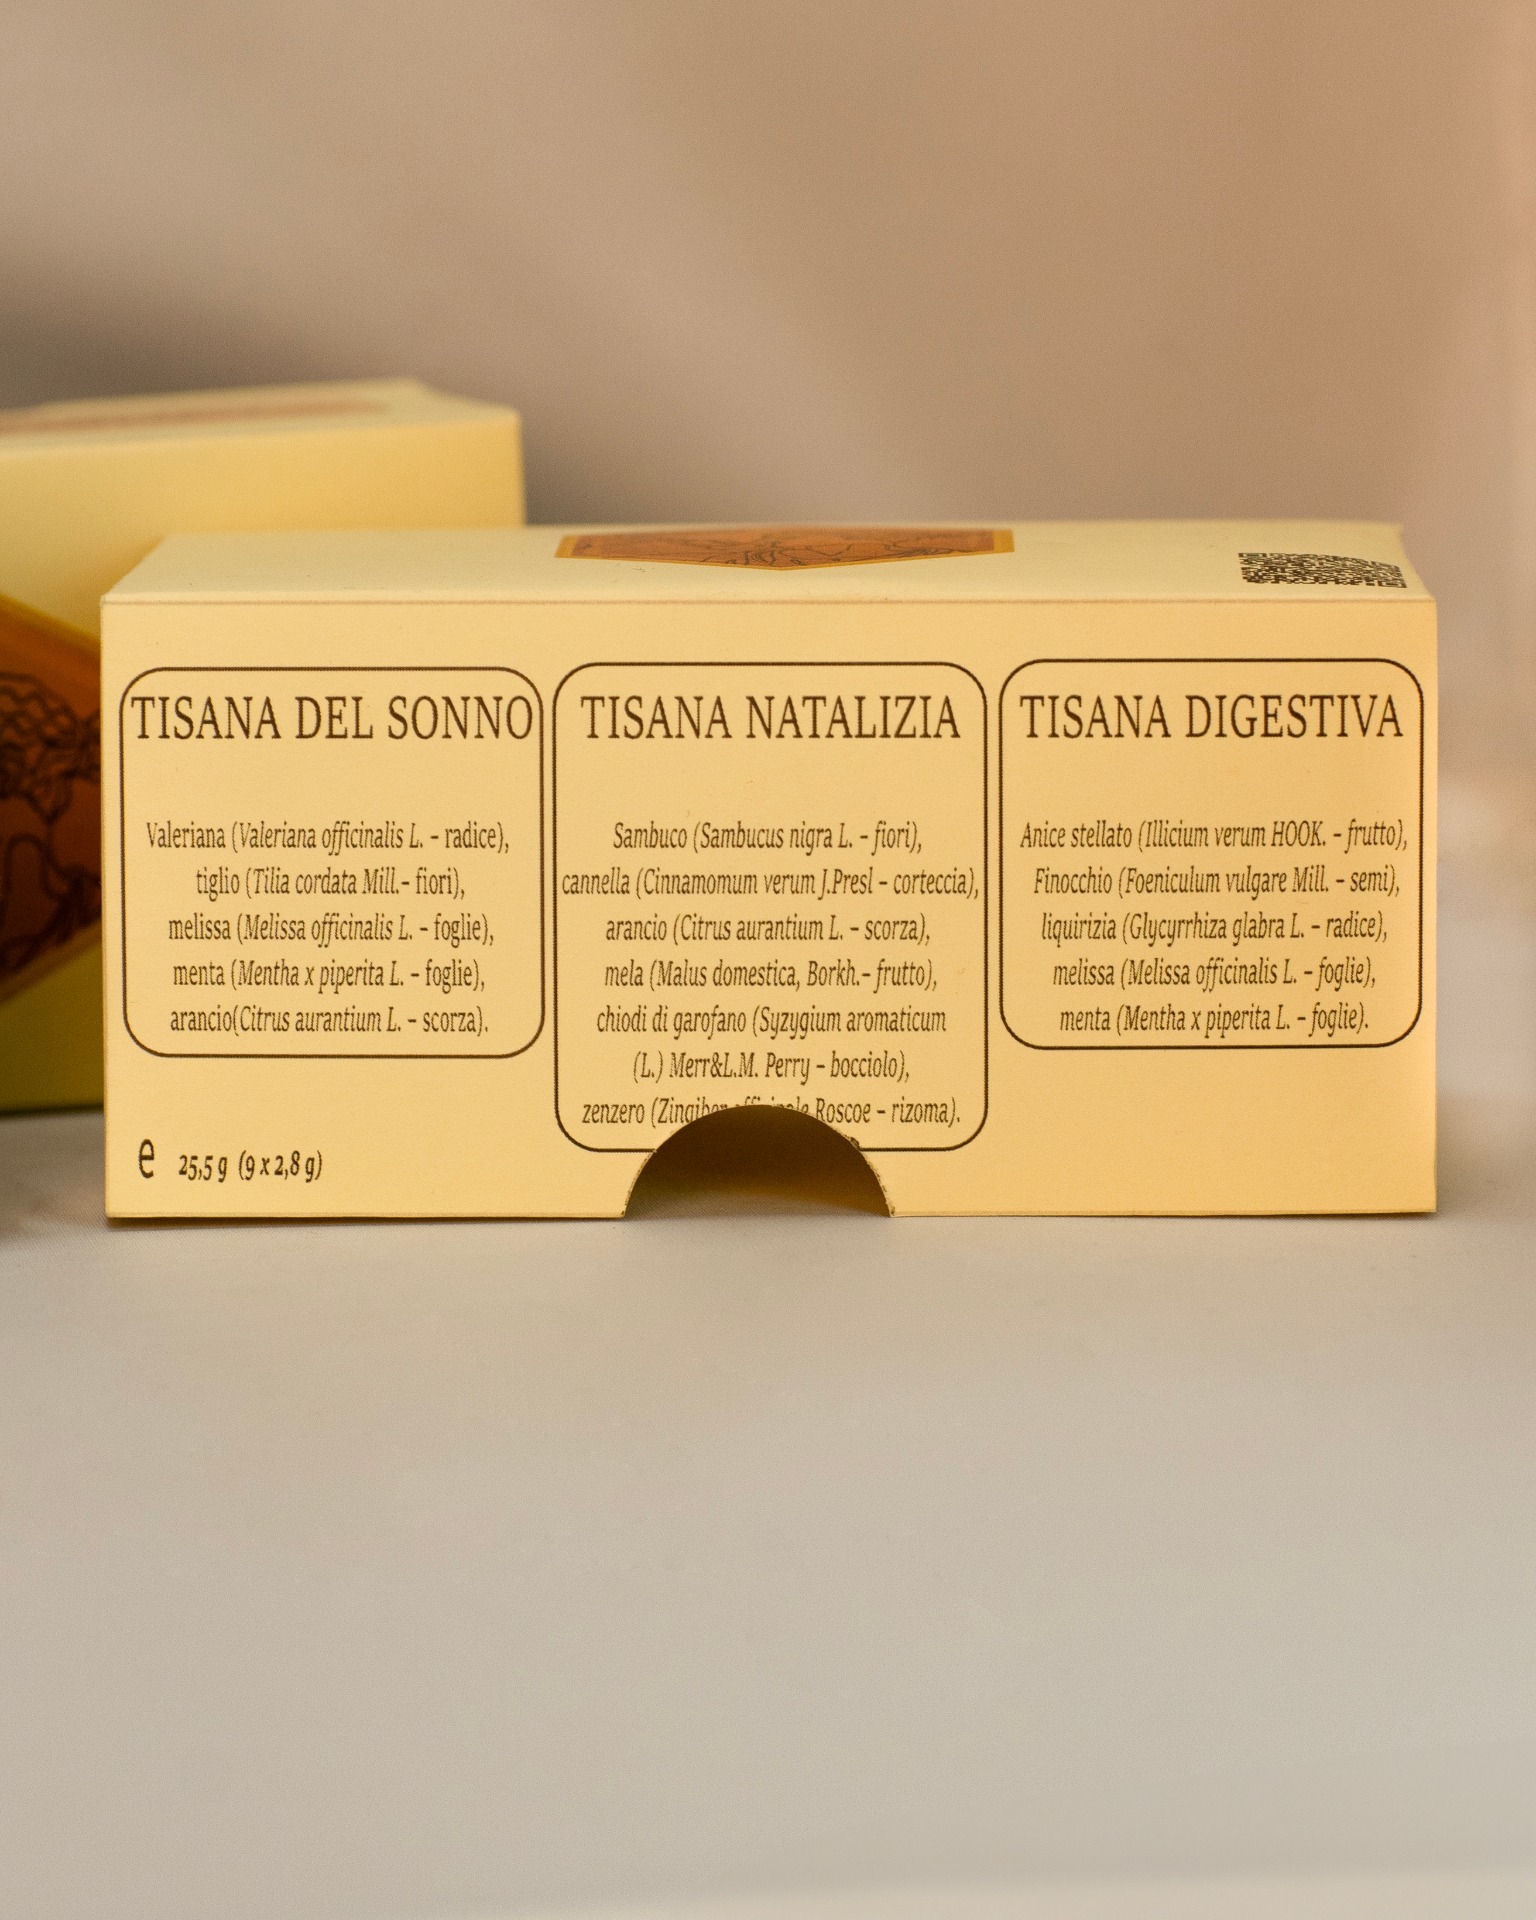 TISANA DEL SONNO
Valeriana (Valeriana officinalis L. – radice),
tiglio (Tilia cordata Mill.– fiori),
melissa (Melissa officinalis L. – foglie),
menta (Mentha x piperita L. – foglie),
arancio(Citrus aurantium L. – scorza).
e 25,5 g (9 x 2,8 g)
TISANA NATALIZIA
Sambuco (Sambucus nigra L. – fiori),
cannella (Cinnamomum verum J.Presl – corteccia),
arancio (Citrus aurantium L. – scorza),
mela (Malus domestica, Borkh.– frutto),
chiodi di garofano (Syzygium aromaticum
(L.) Merr&L.M. Perry – bocciolo),
zenzero (Zingiber officinale Roscoe – rizoma).
TISANA DIGESTIVA
Anice stellato (Illicium verum HOOK. – frutto),
Finocchio (Foeniculum vulgare Mill. – semi),
liquirizia (Glycyrrhiza glabra L. – radice),
melissa (Melissa officinalis L. – foglie),
menta (Mentha x piperita L. – foglie).